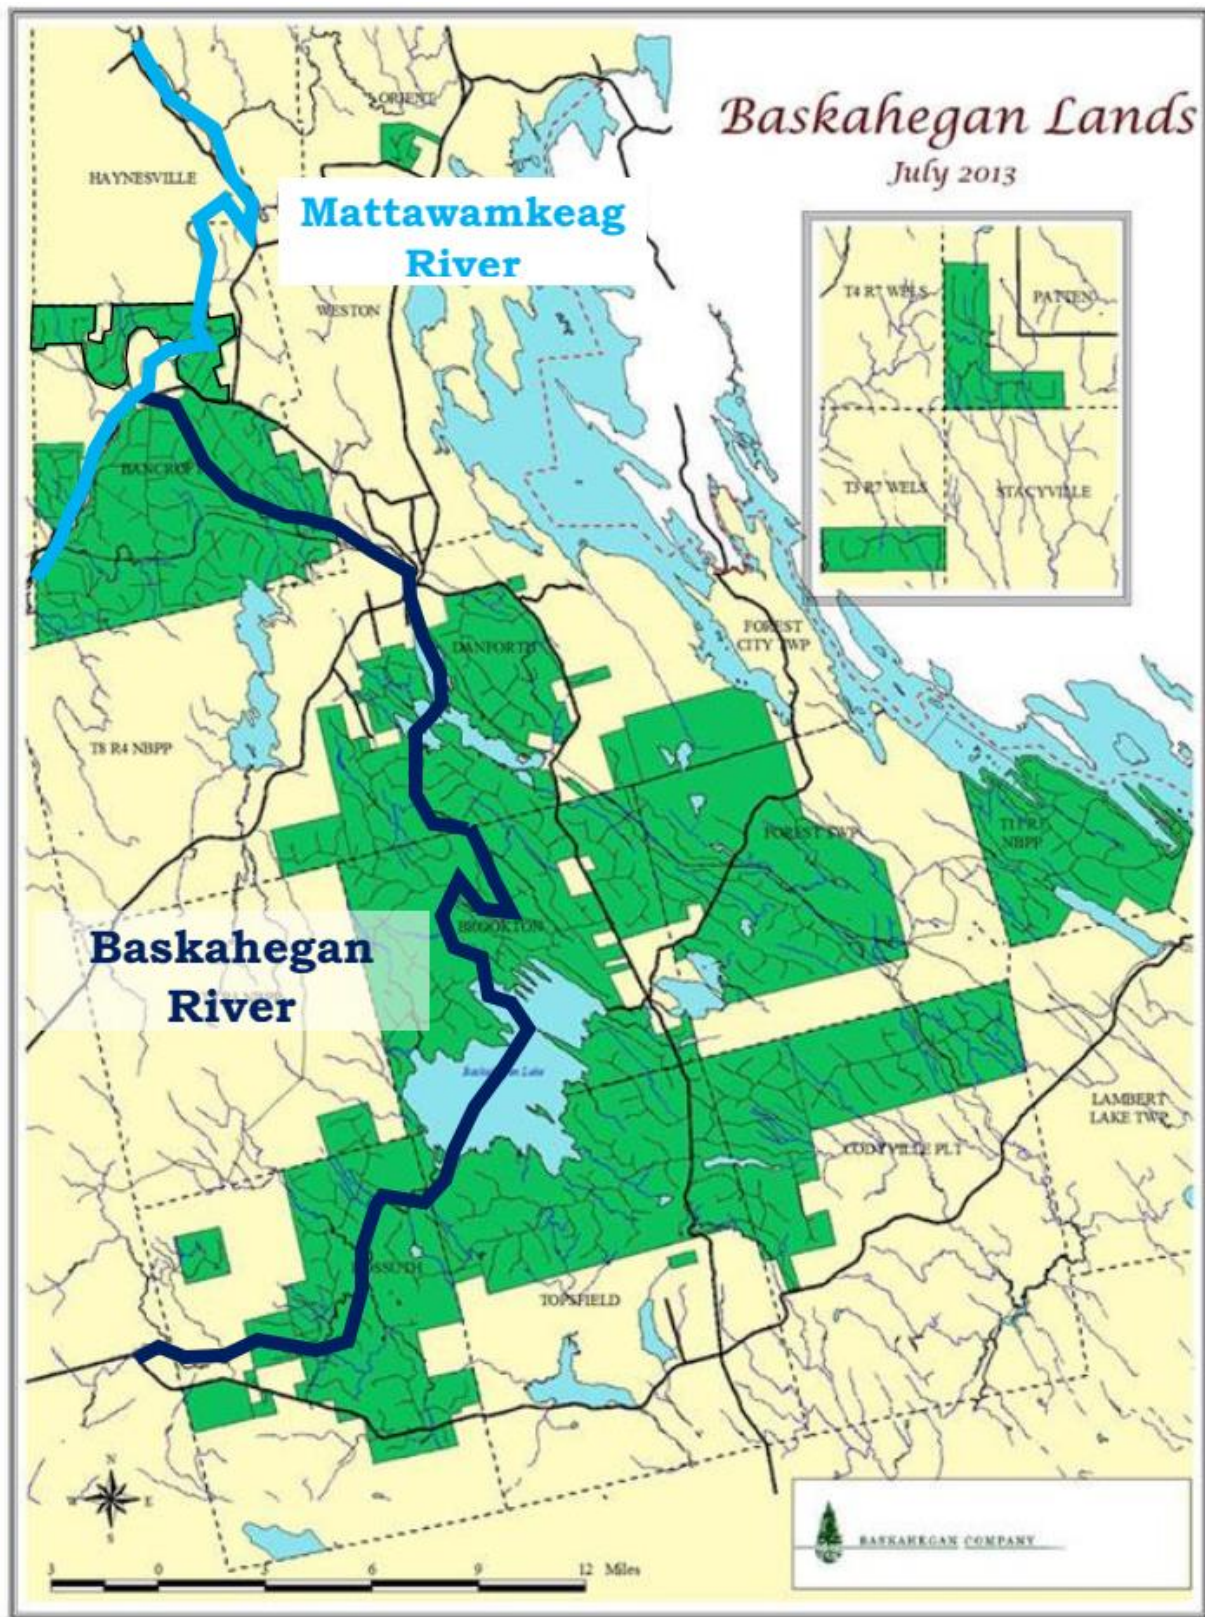 Baskahegan Lands
July 2013
ORIENT
HAYNESVILLE
Mattawamkeag
River
WESTON
T4 R7 WELS
PATTEN
T3 R7 WELS
STACYVILLE
BANCROFT
DANFORTH
FOREST
CITY TWP
T8 R4 NBPP
FOREST TWP
NBPP
BROOKTON
Baskahegan
River
Lake
LAMBERT
LAKE TWP
CODYVILLE PLT
TOPSFIELD
N
W
E
S
3 0 3 6 9 12 Miles
BASKAHEGAN COMPANY